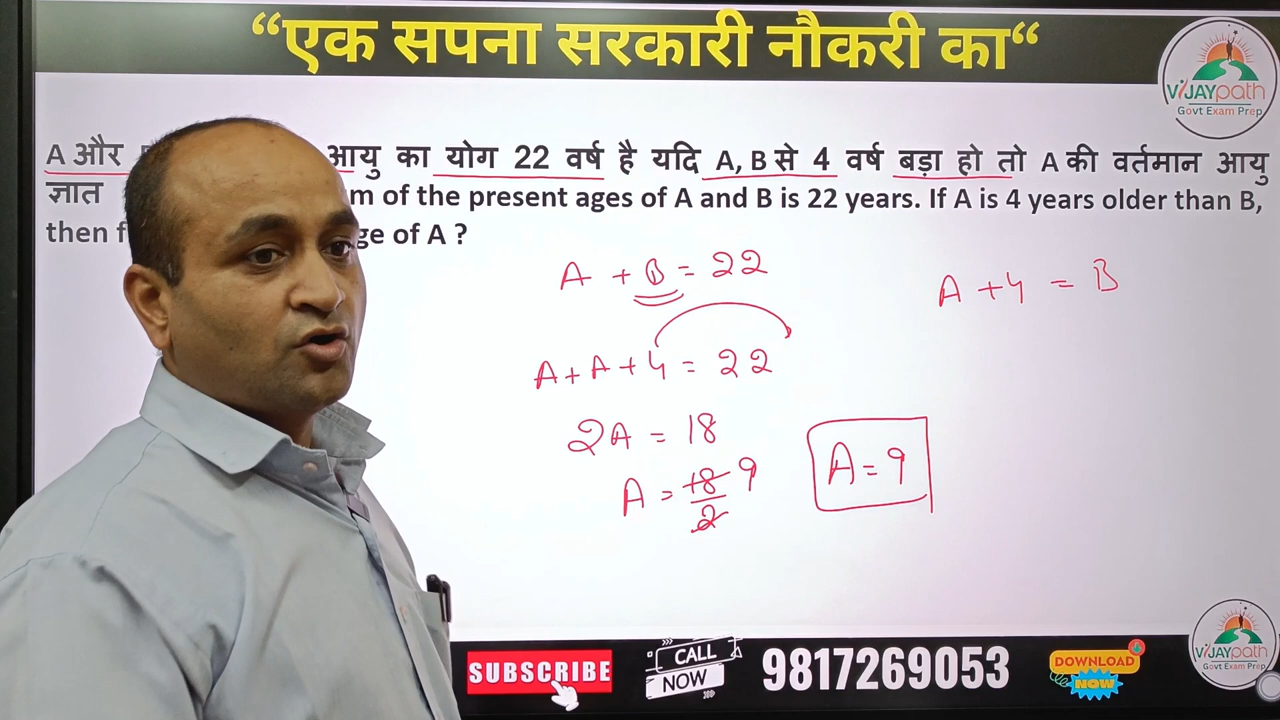 “एक सपना सरकारी नौकरी का“
VIJAYpath
Govt Exam Prep
A और आयु का योग 22 वर्ष है यदि A, B से 4 वर्ष बड़ा हो तो A की वर्तमान आयु
ज्ञात m of the present ages of A and B is 22 years. If A is 4 years older than B,
then f ge of A ?
A + B = 22
A + 4 = B
A + A + 4 = 22
2A = 18
A = 18/2 9
A = 9
SUBSCRIBE
CALL
NOW
9817269053
DOWNLOAD
NOW
VIJAYpath
Govt Exam Prep